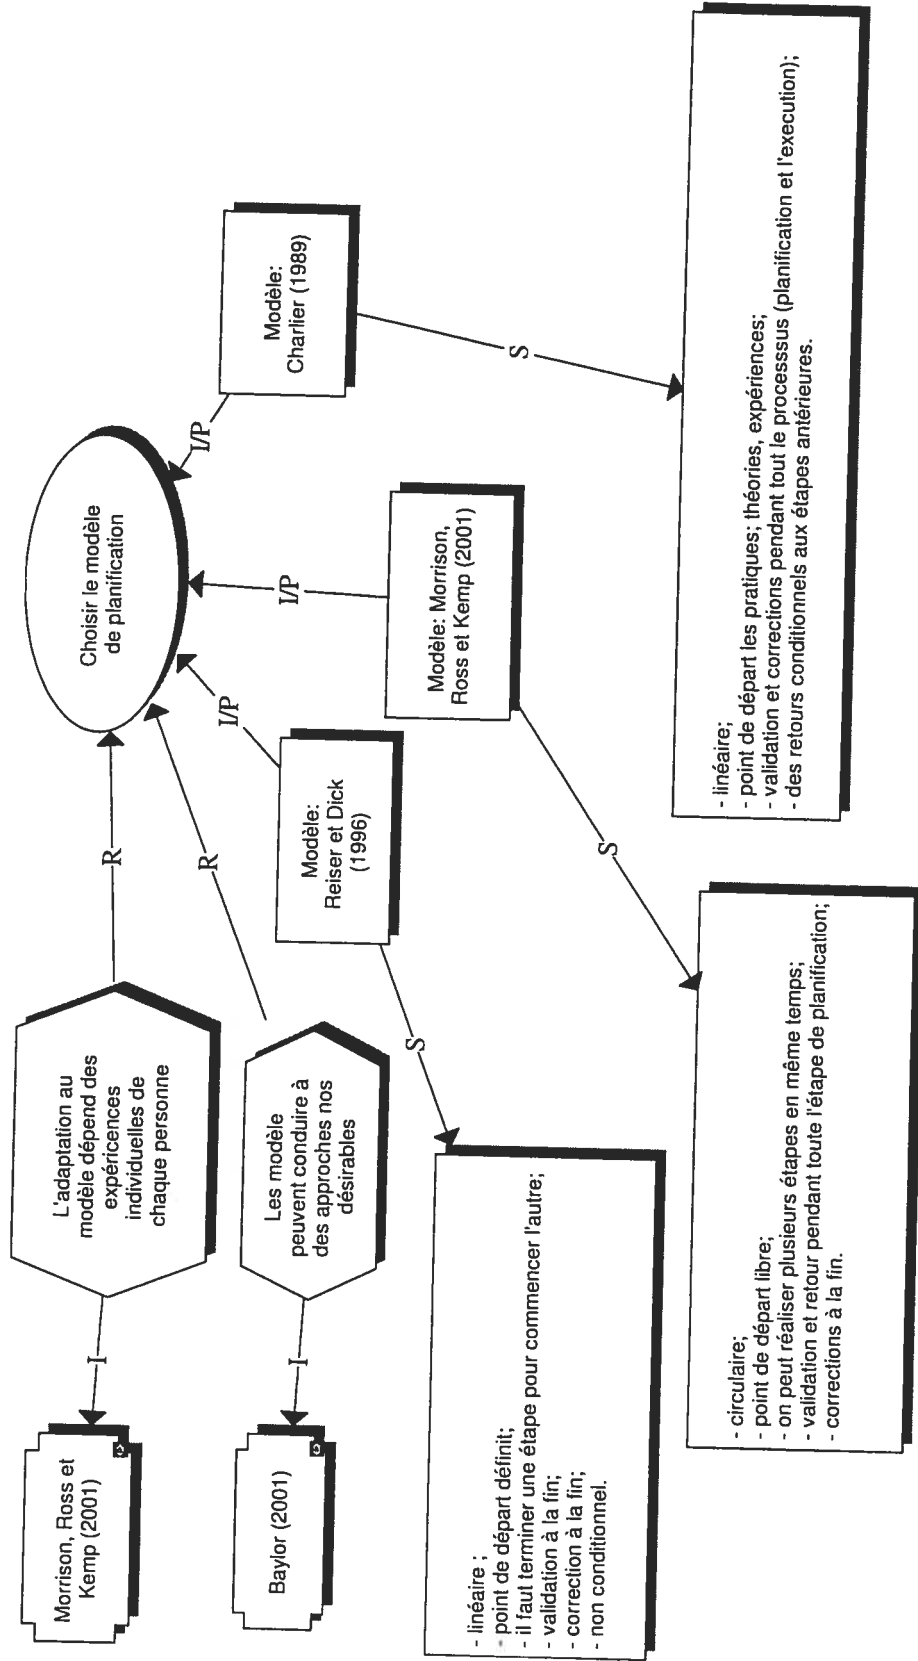 Morrison, Ross et
Kemp (2001)
I
L'adaptation au
modèle dépend des
expéricences
individuelles de
chaque personne
R
Choisir le modèle
de planification
Baylor (2001)
I
Les modèle
peuvent conduire à
des approches nos
désirables
R
I/P
I/P
I/P
Modèle:
Reiser et Dick
(1996)
Modèle: Morrison,
Ross et Kemp (2001)
Modèle:
Charlier (1989)
S
S
S
- linéaire ;
- point de départ définit;
- il faut terminer une étape pour commencer l'autre;
- validation à la fin;
- correction à la fin;
- non conditionnel.
- circulaire;
- point de départ libre;
- on peut réaliser plusieurs étapes en même temps;
- validation et retour pendant toute l'étape de planification;
- corrections à la fin.
- linéaire;
- point de départ les pratiques; théories, expériences;
- validation et corrections pendant tout le processsus (planification et l'execution);
- des retours conditionnels aux étapes antérieures.